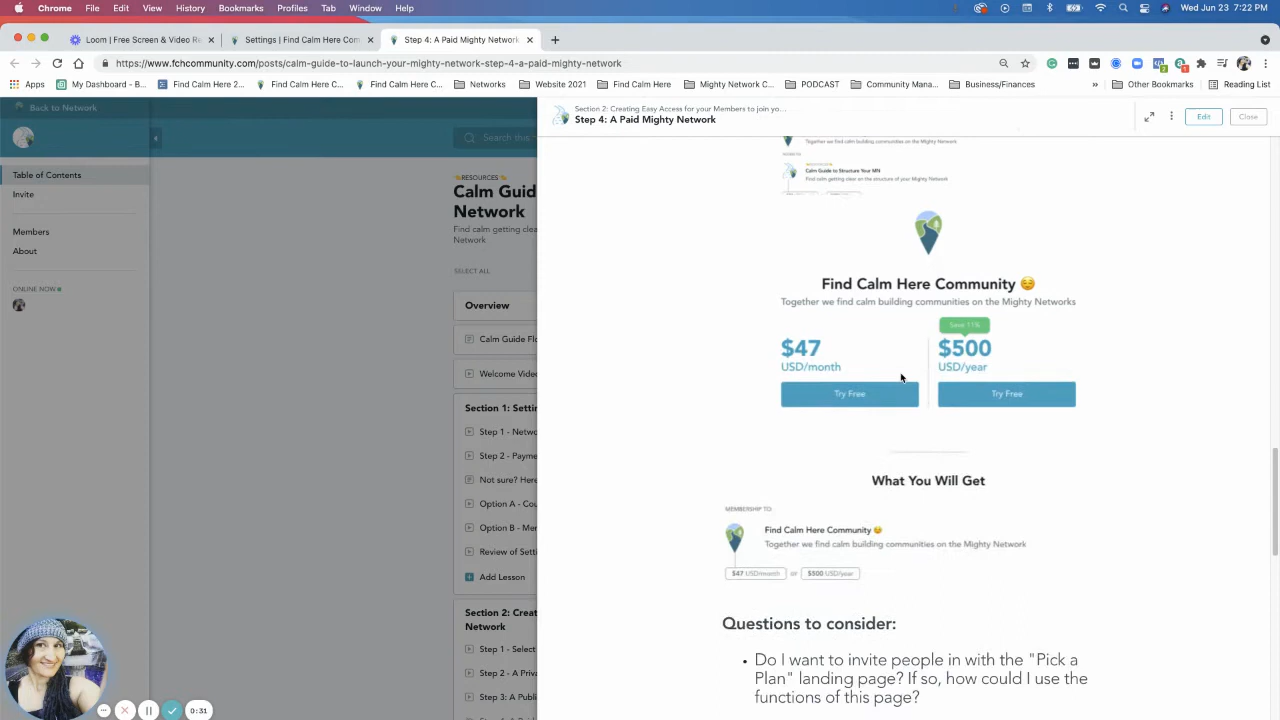 Chrome File Edit View History Bookmarks Profiles Tab Window Help Wed Jun 23 7:22 PM
Loom | Free Screen & Video Re Settings | Find Calm Here Com Step 4: A Paid Mighty Network
https://www.fchcommunity.com/posts/calm-guide-to-launch-your-mighty-network-step-4-a-paid-mighty-network
Apps My Dashboard - B... Find Calm Here 2... Find Calm Here C... Networks Website 2021 Find Calm Here Mighty Network C... PODCAST Community Mana... Business/Finances » Other Bookmarks Reading List
Back to Network
Section 2: Creating Easy Access for your Members to join yo...
Step 4: A Paid Mighty Network
Edit
Close
Search this
Table of Contents
Invite
Members
About
ONLINE NOW
RESOURCES
Calm Guid
Network
Find calm getting clea
Network
SELECT ALL
Overview
Calm Guide Flo
Welcome Video
Section 1: Settin
Step 1 - Netwo
Step 2 - Payme
Not sure? Here
Option A - Cou
Option B - Mem
Review of Setti
Add Lesson
Section 2: Creat
Network
Step 1 - Select
Step 2 - A Priva
Step 3: A Publi
Together we find calm building communities on the Mighty Networks
Calm Guide to Structure Your MN
Find calm getting clear on the structure of your Mighty Network
Find Calm Here Community 😌
Together we find calm building communities on the Mighty Networks
Save 11%
$47 $500
USD/month USD/year
Try Free Try Free
What You Will Get
MEMBERSHIP TO
Find Calm Here Community 😌
Together we find calm building communities on the Mighty Network
$47 USD/month or $500 USD/year
Questions to consider:
• Do I want to invite people in with the "Pick a
Plan" landing page? If so, how could I use the
functions of this page?
0:31